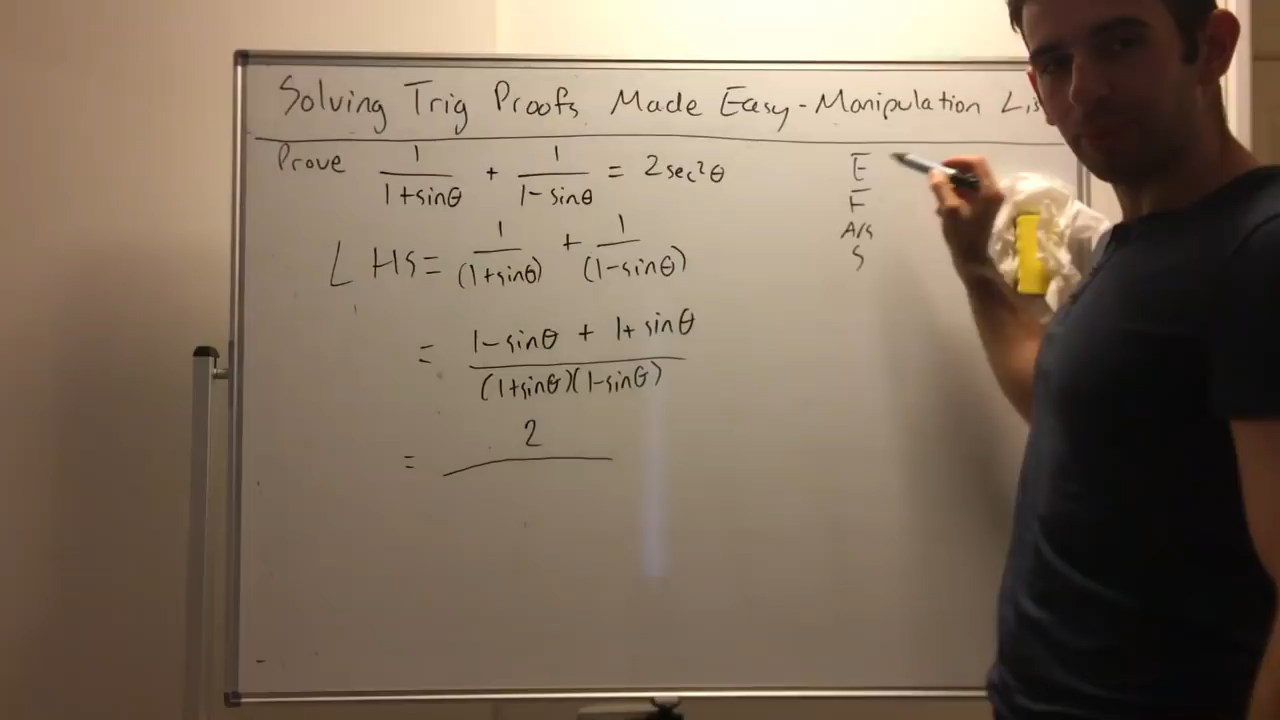 Solving Trig Proofs Made Easy - Manipulation
Prove 1/(1+sinθ) + 1/(1-sinθ) = 2sec²θ
LHS = 1/(1+sinθ) + 1/(1-sinθ)
= (1-sinθ + 1+sinθ)/((1+sinθ)(1-sinθ))
= 2
E
F
A/S
S